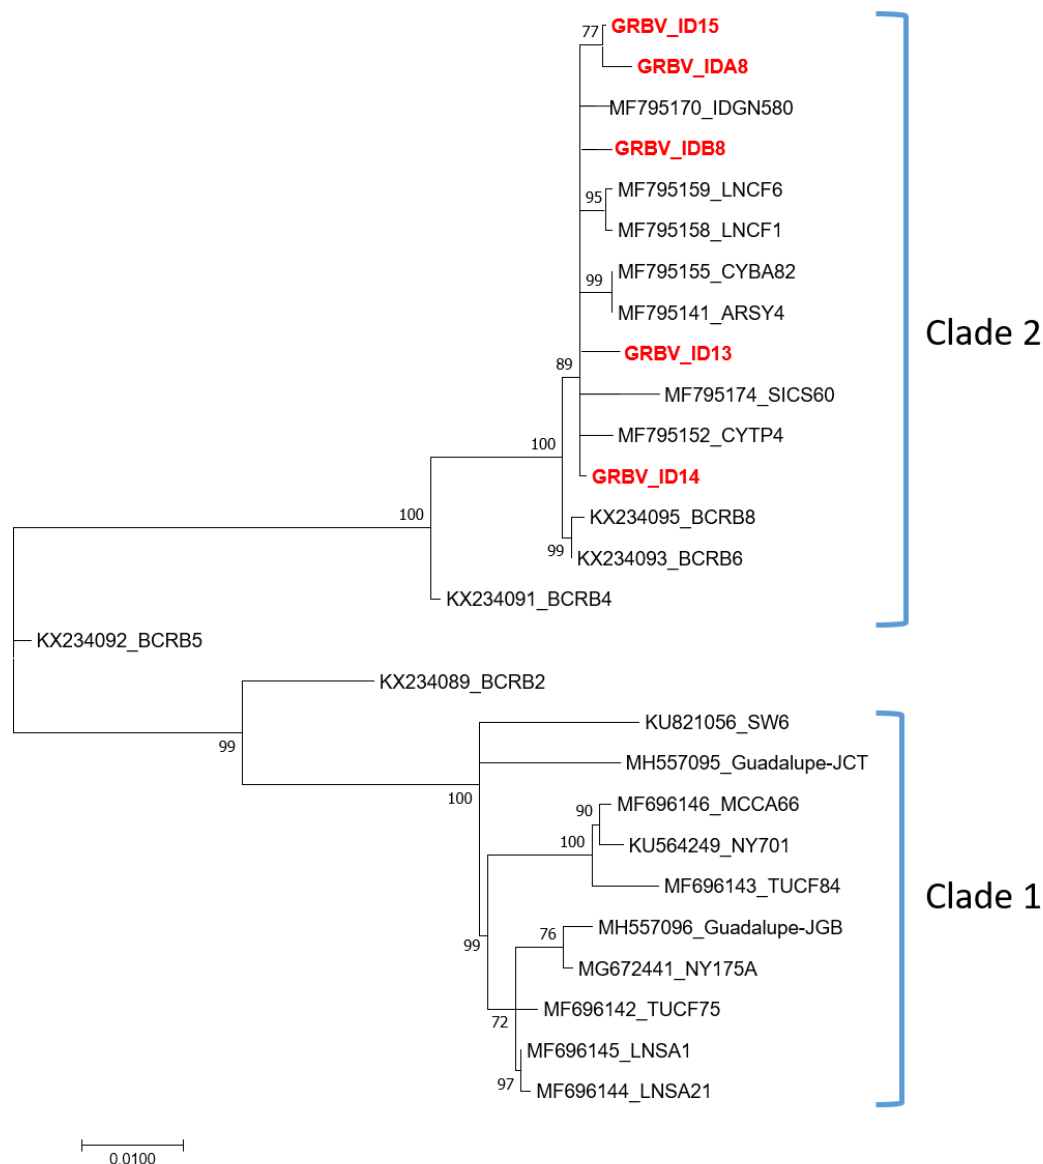 77
GRBV_ID15
GRBV_IDA8
MF795170_IDGN580
GRBV_IDB8
95
MF795159_LNCF6
MF795158_LNCF1
99
MF795155_CYBA82
MF795141_ARSY4
Clade 2
GRBV_ID13
89
MF795174_SICS60
MF795152_CYTP4
100
GRBV_ID14
100
KX234095_BCRB8
99
KX234093_BCRB6
KX234091_BCRB4
KX234092_BCRB5
KX234089_BCRB2
99
KU821056_SW6
MH557095_Guadalupe-JCT
100
MF696146_MCCA66
90
100
KU564249_NY701
MF696143_TUCF84
Clade 1
MH557096_Guadalupe-JGB
76
99
MG672441_NY175A
MF696142_TUCF75
72
MF696145_LNSA1
97
MF696144_LNSA21
0.0100